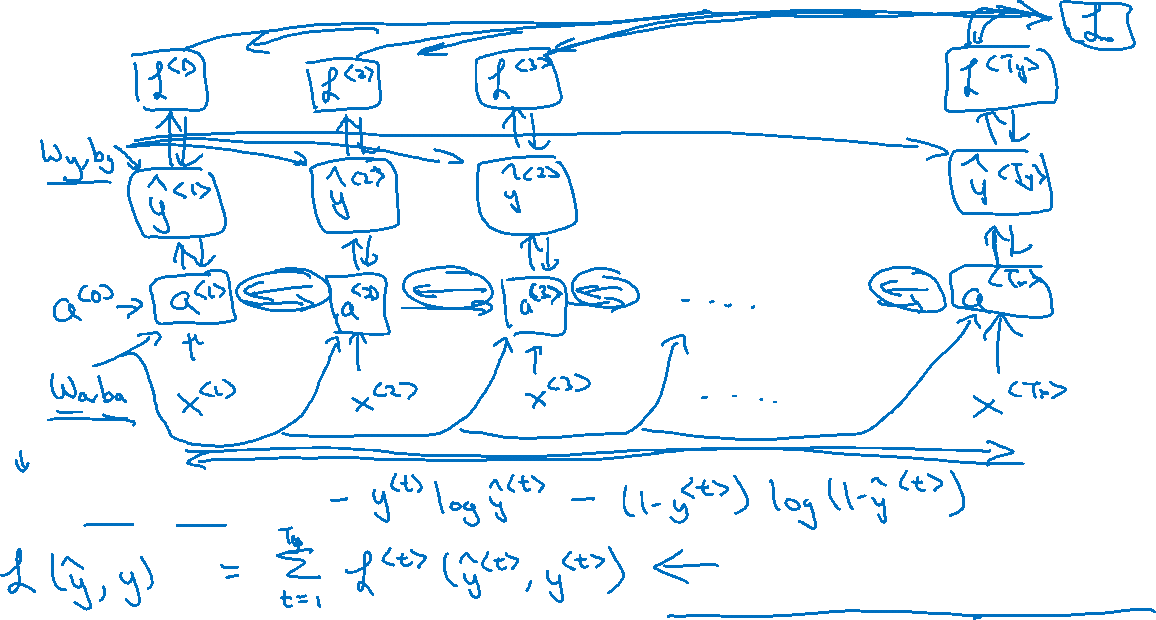 ℒ
ℒ<1> ℒ<2> ℒ<3> ℒ<Ty>
Wy,by
ŷ<1> ŷ<2> ŷ<3> ŷ<Ty>
a<0> → a<1> a<2> a<3> .... a<Tx>
Wa,ba x<1> x<2> x<3> ..... x<Tx>
- y<t> log ŷ<t> - (1-y<t>) log (1-ŷ<t>)
ℒ(ŷ, y) = Σ t=1 Ty ℒ<t>(ŷ<t>, y<t>) ←